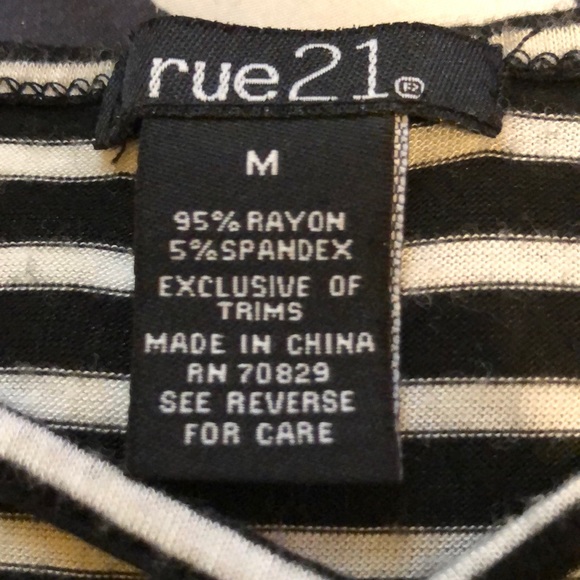 rue21®
M
95% RAYON
5% SPANDEX
EXCLUSIVE OF
TRIMS
MADE IN CHINA
RN 70829
SEE REVERSE
FOR CARE